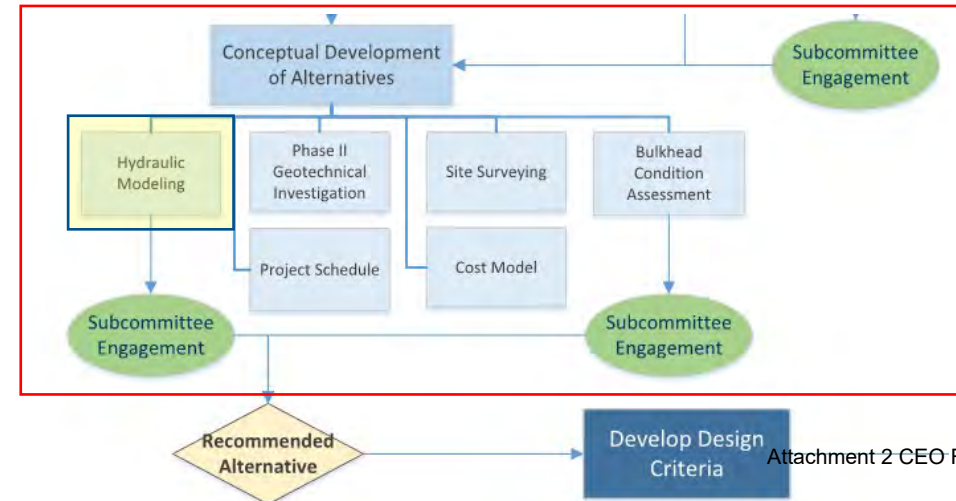 Conceptual Development
of Alternatives
Subcommittee
Engagement
Hydraulic
Modeling
Phase II
Geotechnical
Investigation
Site Surveying
Bulkhead
Condition
Assessment
Project Schedule
Cost Model
Subcommittee
Engagement
Subcommittee
Engagement
Recommended
Alternative
Develop Design
Criteria
Attachment 2 CEO